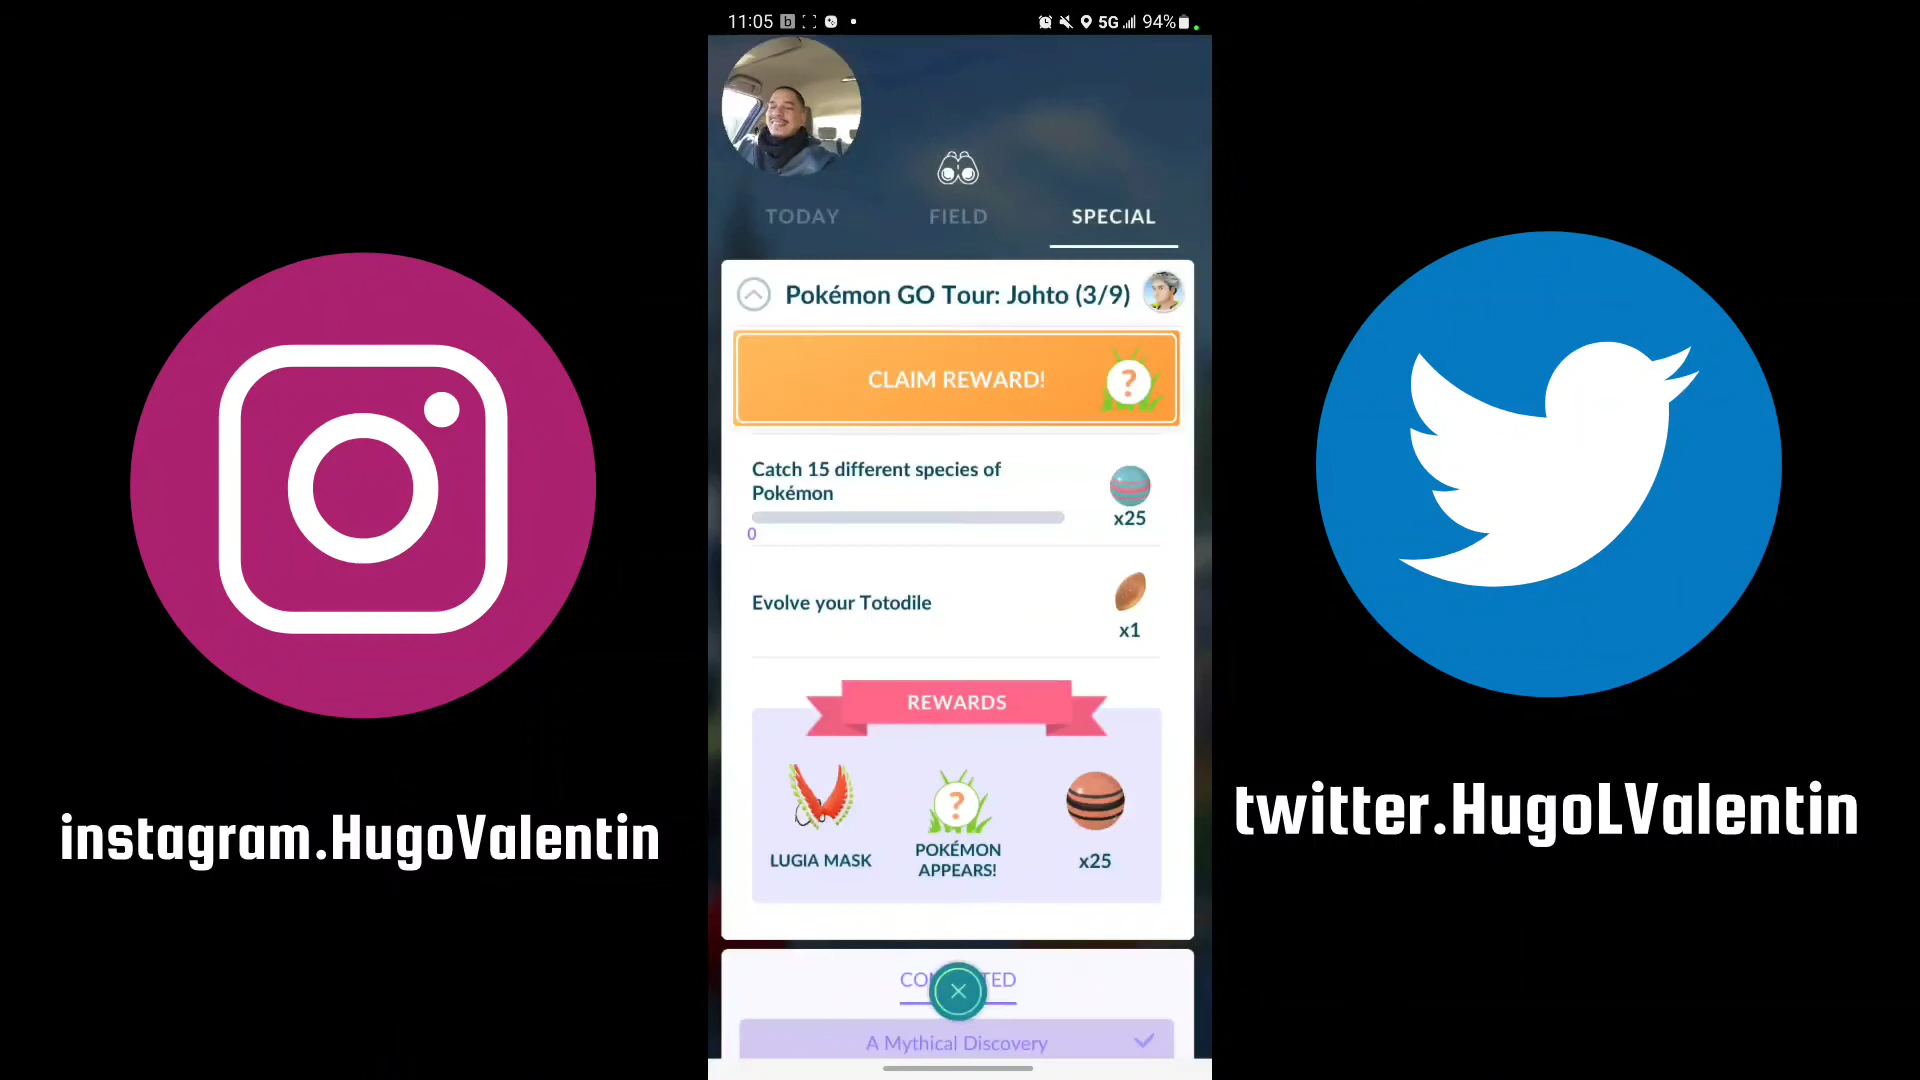 11:05
5G 94%
TODAY FIELD SPECIAL
Pokémon GO Tour: Johto (3/9)
CLAIM REWARD!
?
Catch 15 different species of
Pokémon
x25
0
Evolve your Totodile
x1
REWARDS
?
LUGIA MASK
POKÉMON
APPEARS!
x25
A Mythical Discovery
instagram.HugoValentin
twitter.HugoLValentin